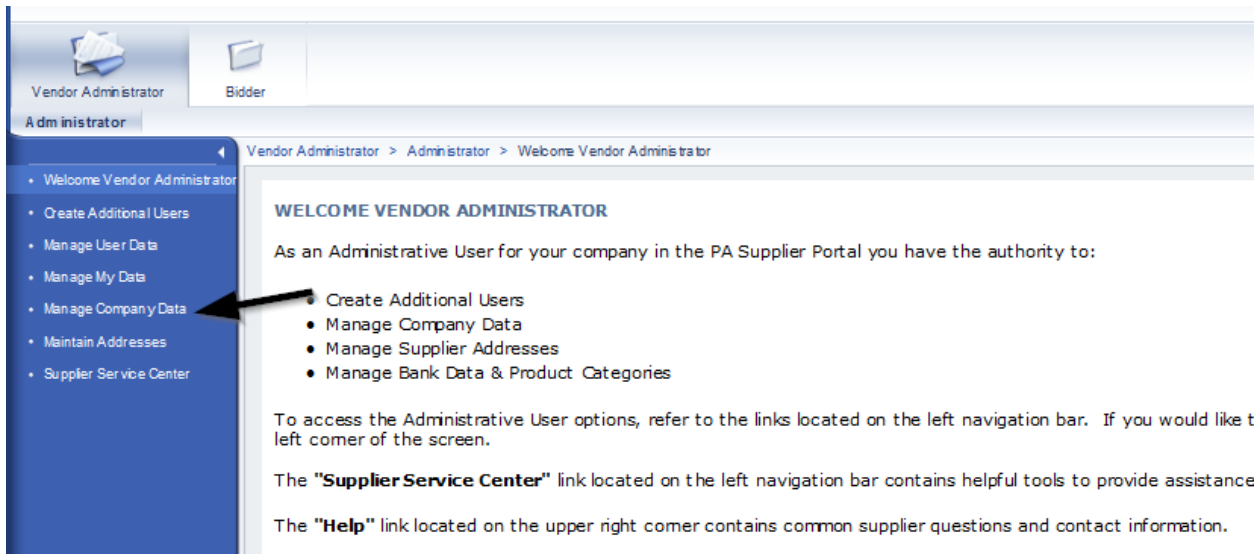 Vendor Administrator
Bidder
Administrator
Vendor Administrator > Administrator > Welcome Vendor Administrator
• Welcome Vendor Administrator
• Create Additional Users
• Manage User Data
• Manage My Data
• Manage Company Data
• Maintain Addresses
• Supplier Service Center
WELCOME VENDOR ADMINISTRATOR
As an Administrative User for your company in the PA Supplier Portal you have the authority to:
• Create Additional Users
• Manage Company Data
• Manage Supplier Addresses
• Manage Bank Data & Product Categories
To access the Administrative User options, refer to the links located on the left navigation bar. If you would like t
left corner of the screen.
The "Supplier Service Center" link located on the left navigation bar contains helpful tools to provide assistance
The "Help" link located on the upper right corner contains common supplier questions and contact information.